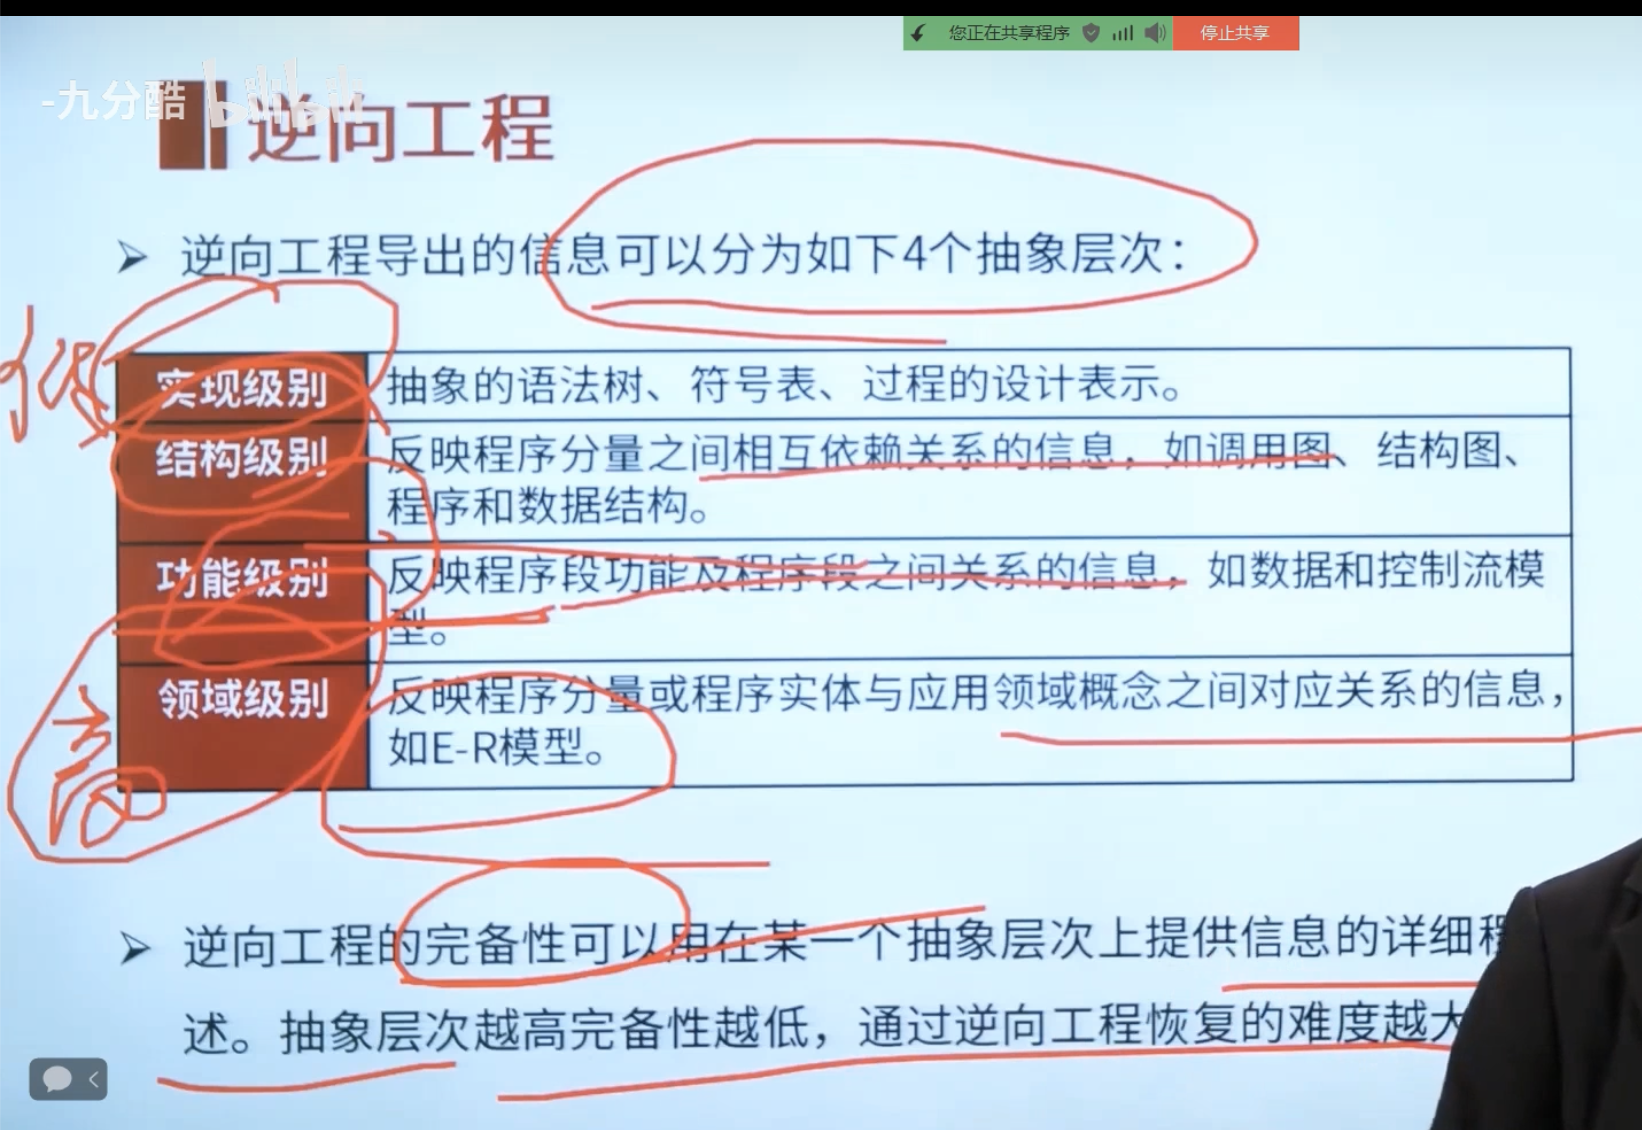 您正在共享程序 停止共享
-九分酷 bilibili
逆向工程
➢ 逆向工程导出的信息可以分为如下4个抽象层次：
低
实现级别 抽象的语法树、符号表、过程的设计表示。
结构级别 反映程序分量之间相互依赖关系的信息，如调用图、结构图、
程序和数据结构。
功能级别 反映程序段功能及程序段之间关系的信息，如数据和控制流模
型。
领域级别 反映程序分量或程序实体与应用领域概念之间对应关系的信息，
如E-R模型。
高
➢ 逆向工程的完备性可以用在某一个抽象层次上提供信息的详细程
述。抽象层次越高完备性越低，通过逆向工程恢复的难度越大